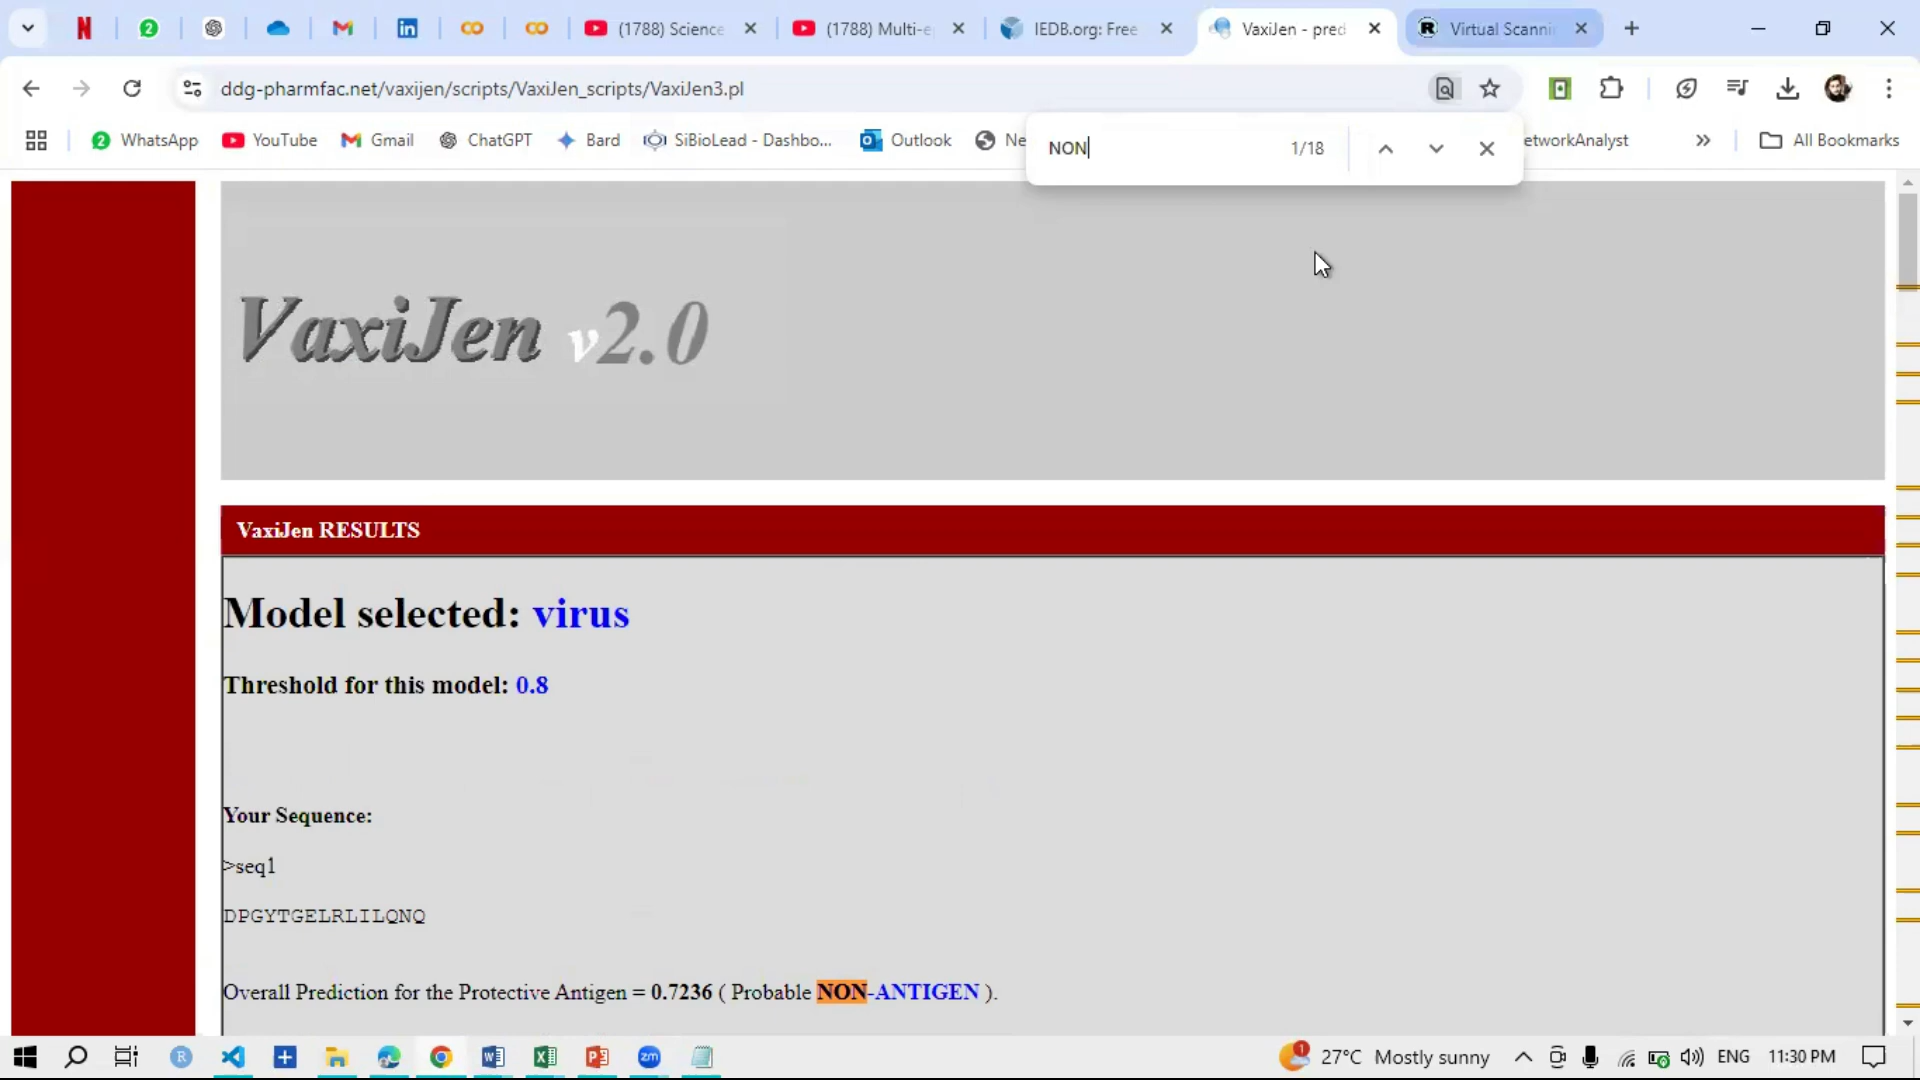 (1788) Science
(1788) Multi-e
IEDB.org: Free
VaxiJen - pred
Virtual Scannin
ddg-pharmfac.net/vaxijen/scripts/VaxiJen_scripts/VaxiJen3.pl
WhatsApp
YouTube
Gmail
ChatGPT
Bard
SiBioLead - Dashbo...
Outlook
Ne
etworkAnalyst
All Bookmarks
NON
1/18
VaxiJen v2.0
VaxiJen RESULTS
Model selected: virus
Threshold for this model: 0.8
Your Sequence:
>seq1
DPGYTGELRLILQNQ
Overall Prediction for the Protective Antigen = 0.7236 ( Probable NON-ANTIGEN ).
27°C Mostly sunny
ENG
11:30 PM